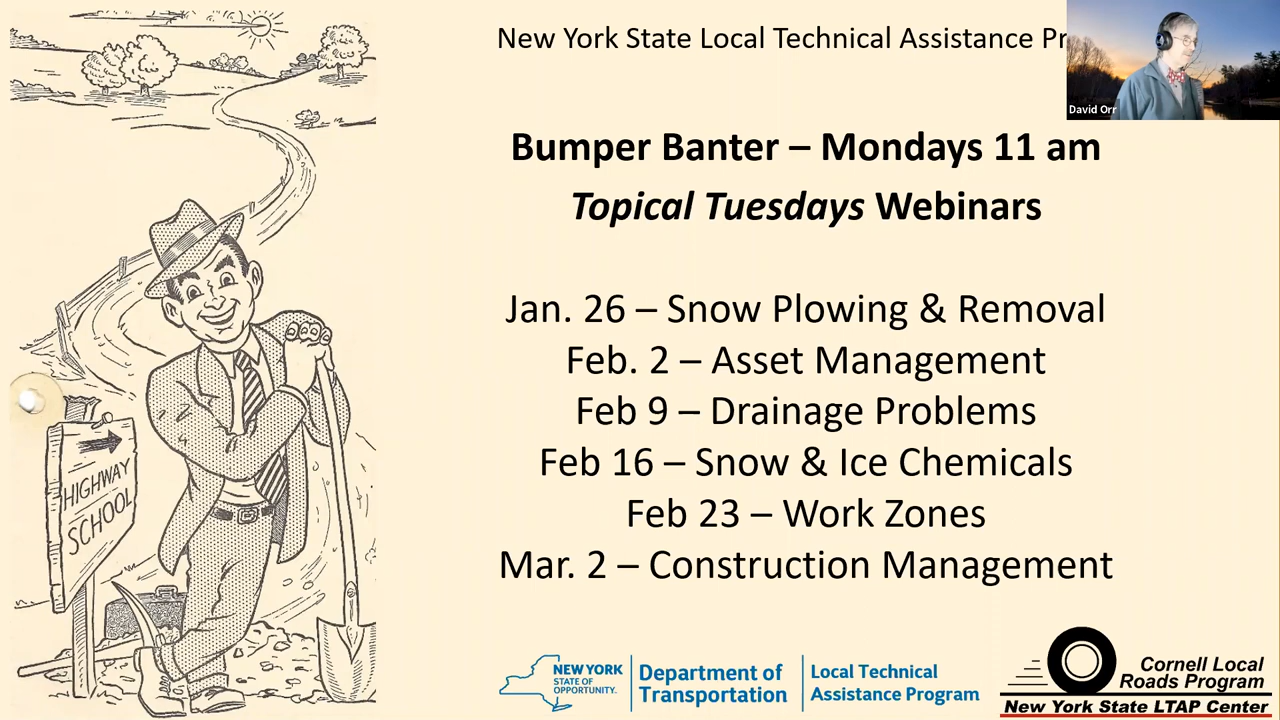 New York State Local Technical Assistance Pr
David Orr
Bumper Banter – Mondays 11 am
Topical Tuesdays Webinars
Jan. 26 – Snow Plowing & Removal
Feb. 2 – Asset Management
Feb 9 – Drainage Problems
Feb 16 – Snow & Ice Chemicals
Feb 23 – Work Zones
Mar. 2 – Construction Management
HIGHWAY
SCHOOL
NEW YORK
STATE OF
OPPORTUNITY.
Department of
Transportation
Local Technical
Assistance Program
Cornell Local
Roads Program
New York State LTAP Center